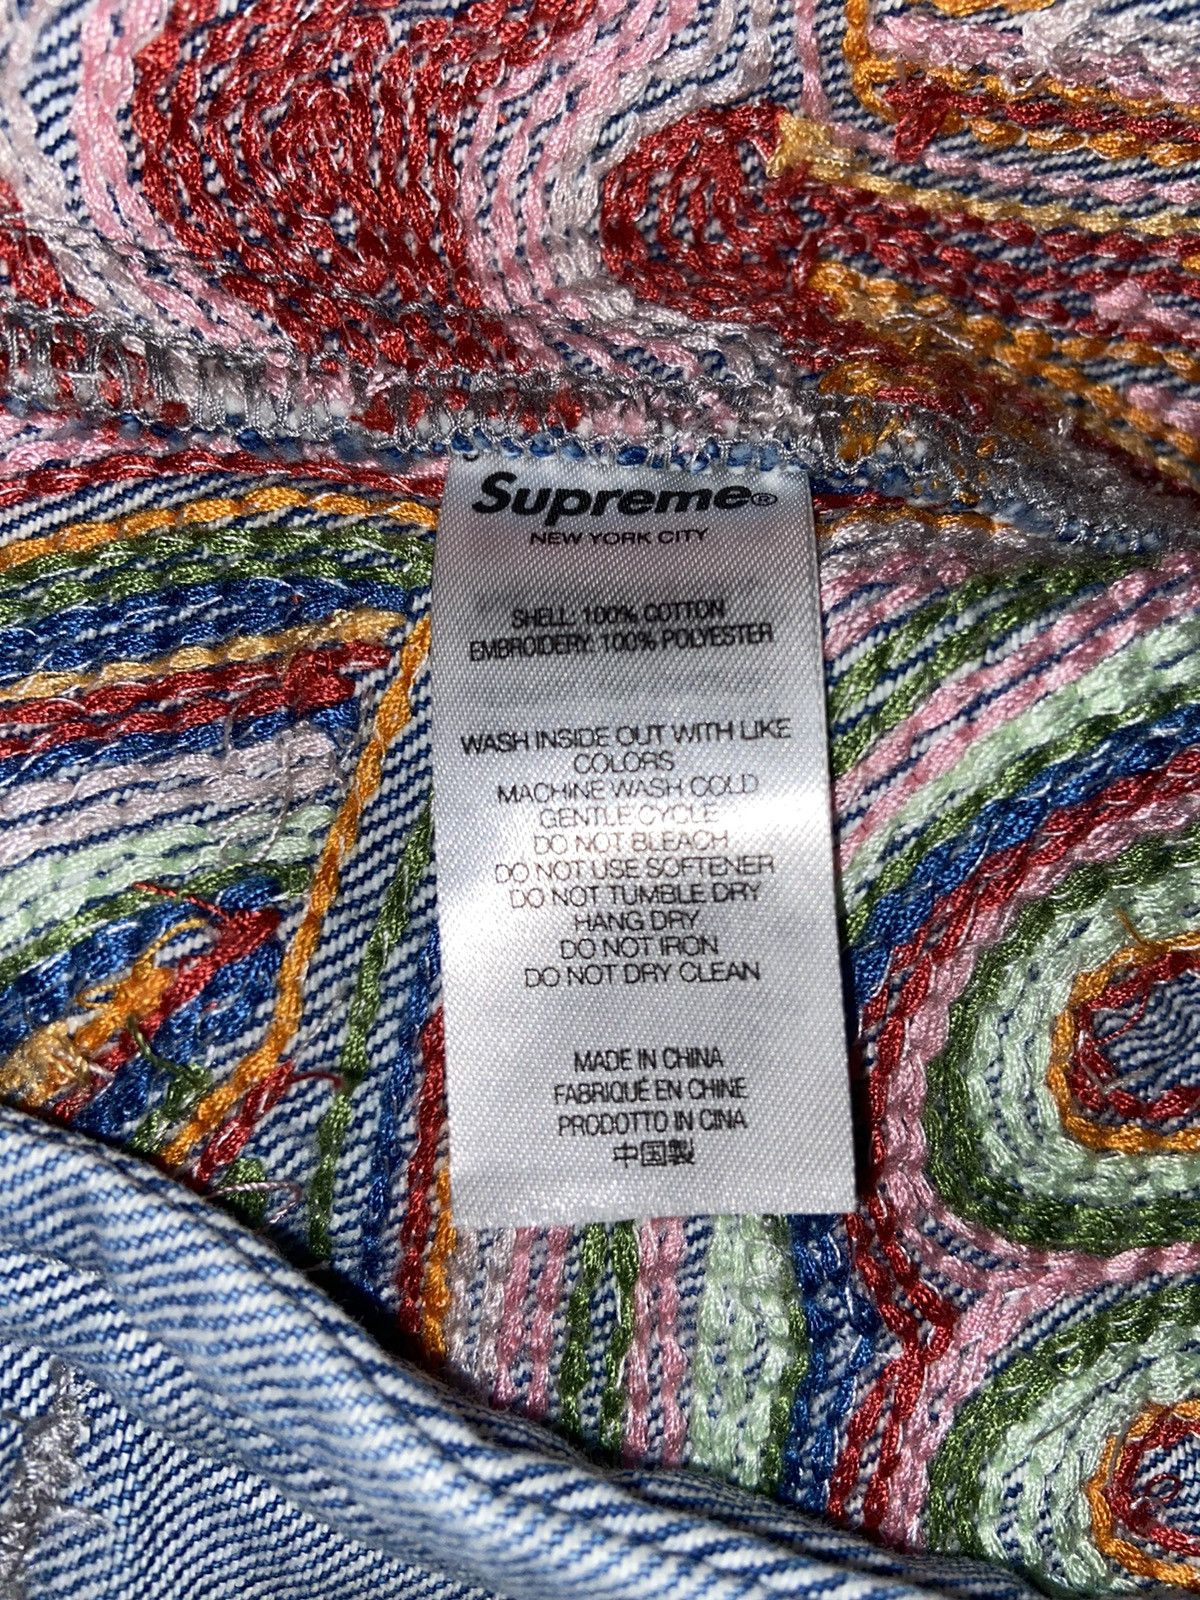 Supreme®
NEW YORK CITY
SHELL: 100% COTTON
EMBROIDERY: 100% POLYESTER
WASH INSIDE OUT WITH LIKE
COLORS
MACHINE WASH COLD
GENTLE CYCLE
DO NOT BLEACH
DO NOT USE SOFTENER
DO NOT TUMBLE DRY
HANG DRY
DO NOT IRON
DO NOT DRY CLEAN
MADE IN CHINA
FABRIQUÉ EN CHINE
PRODOTTO IN CINA
中国製